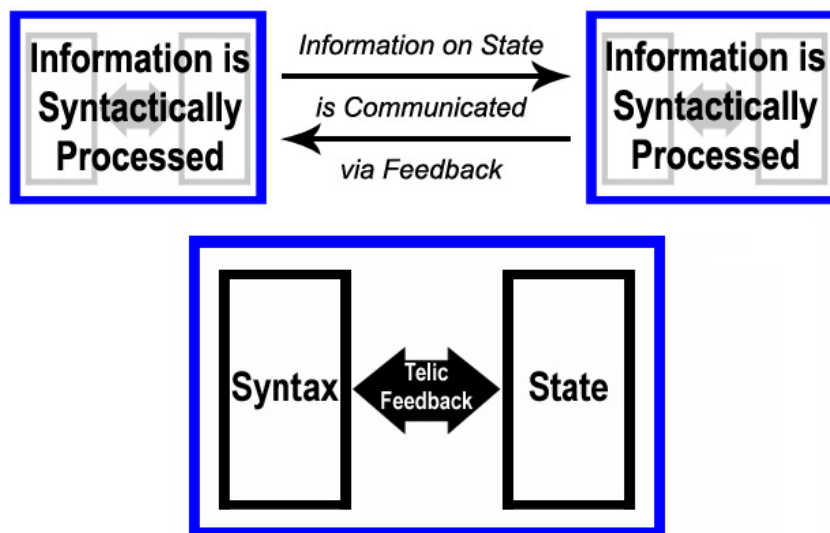 Information is
Syntactically
Processed
Information on State
is Communicated
via Feedback
Information is
Syntactically
Processed
Syntax
Telic
Feedback
State